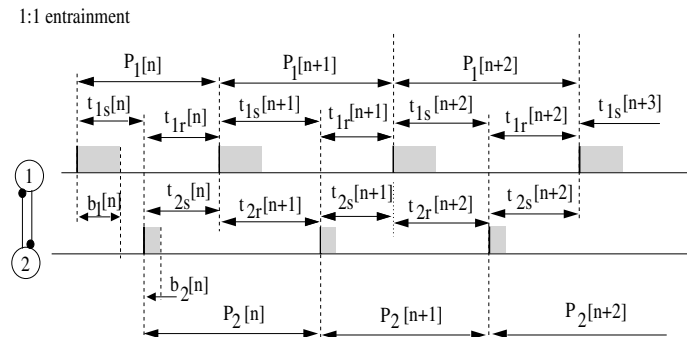 1:1 entrainment
P1[n] P1[n+1] P1[n+2]
t1s[n] t1r[n] t1s[n+1] t1r[n+1] t1s[n+2] t1r[n+2] t1s[n+3]
1
b1[n] t2s[n] t2r[n+1] t2s[n+1] t2r[n+2] t2s[n+2]
2
b2[n]
P2[n] P2[n+1] P2[n+2]